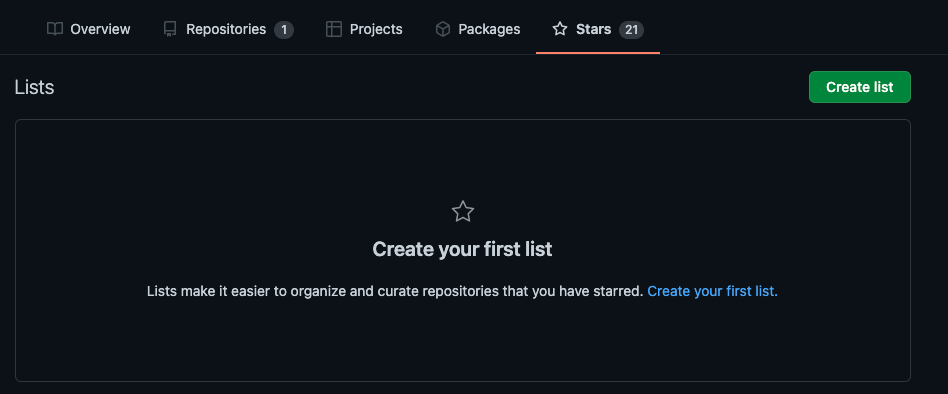 Overview Repositories 1 Projects Packages Stars 21
Lists Create list
Create your first list
Lists make it easier to organize and curate repositories that you have starred. Create your first list.